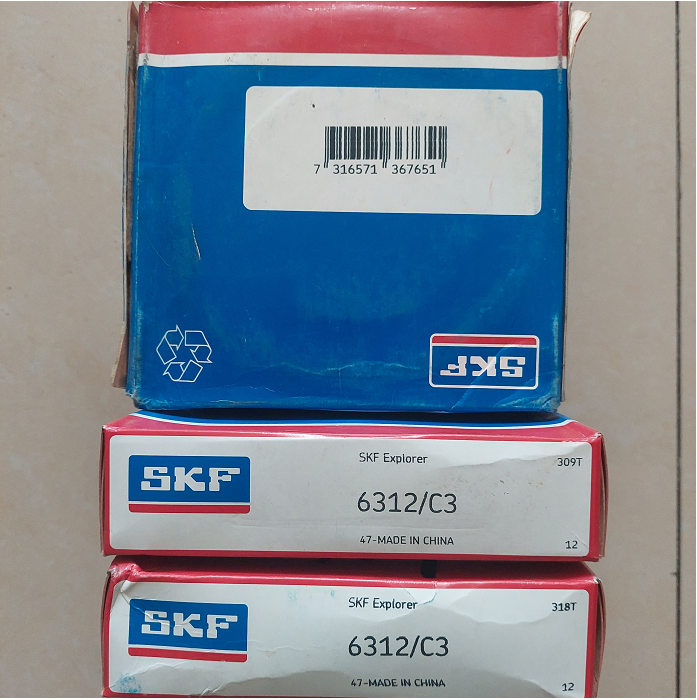 7 316571 367651
SKF
SKF
SKF Explorer
309T
6312/C3
47-MADE IN CHINA
12
SKF
SKF Explorer
318T
6312/C3
47-MADE IN CHINA
12